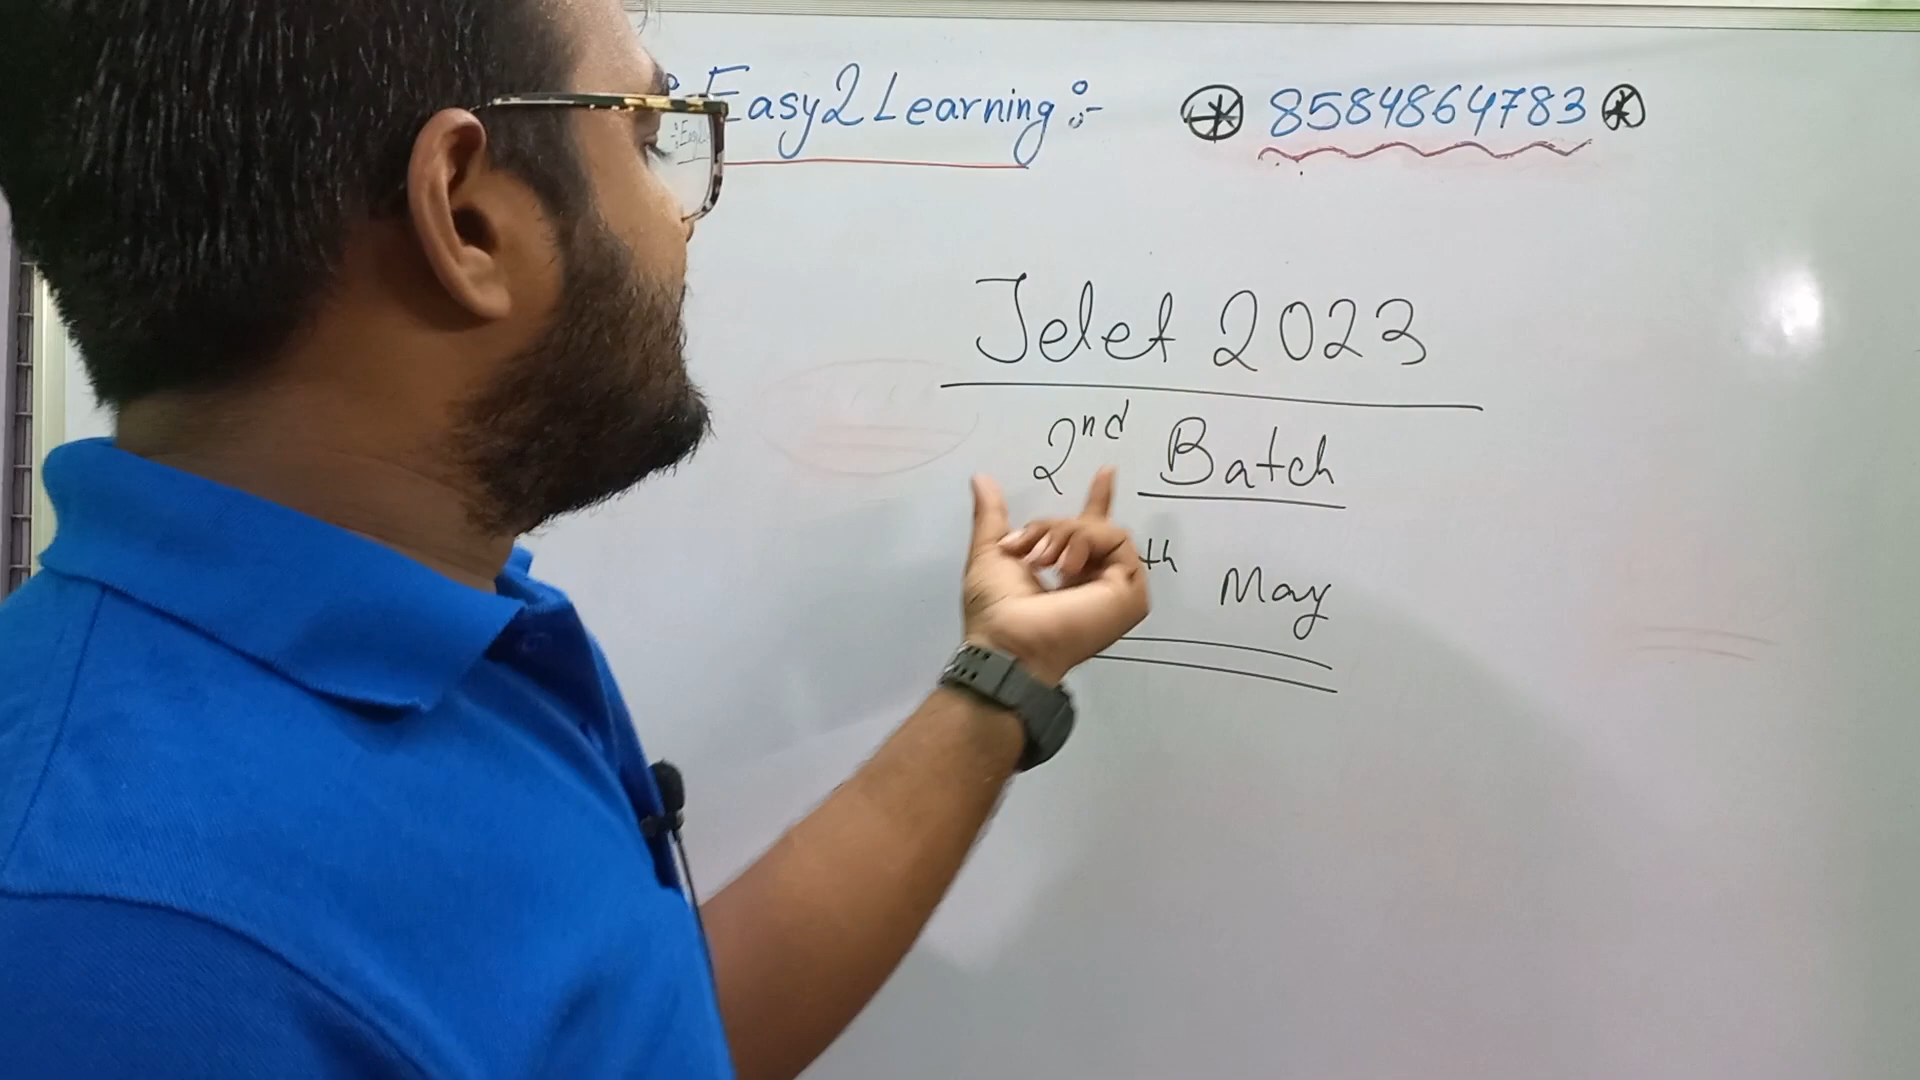 :Easy2Learning:-
8584864783
Jelet 2023
2nd Batch
th May